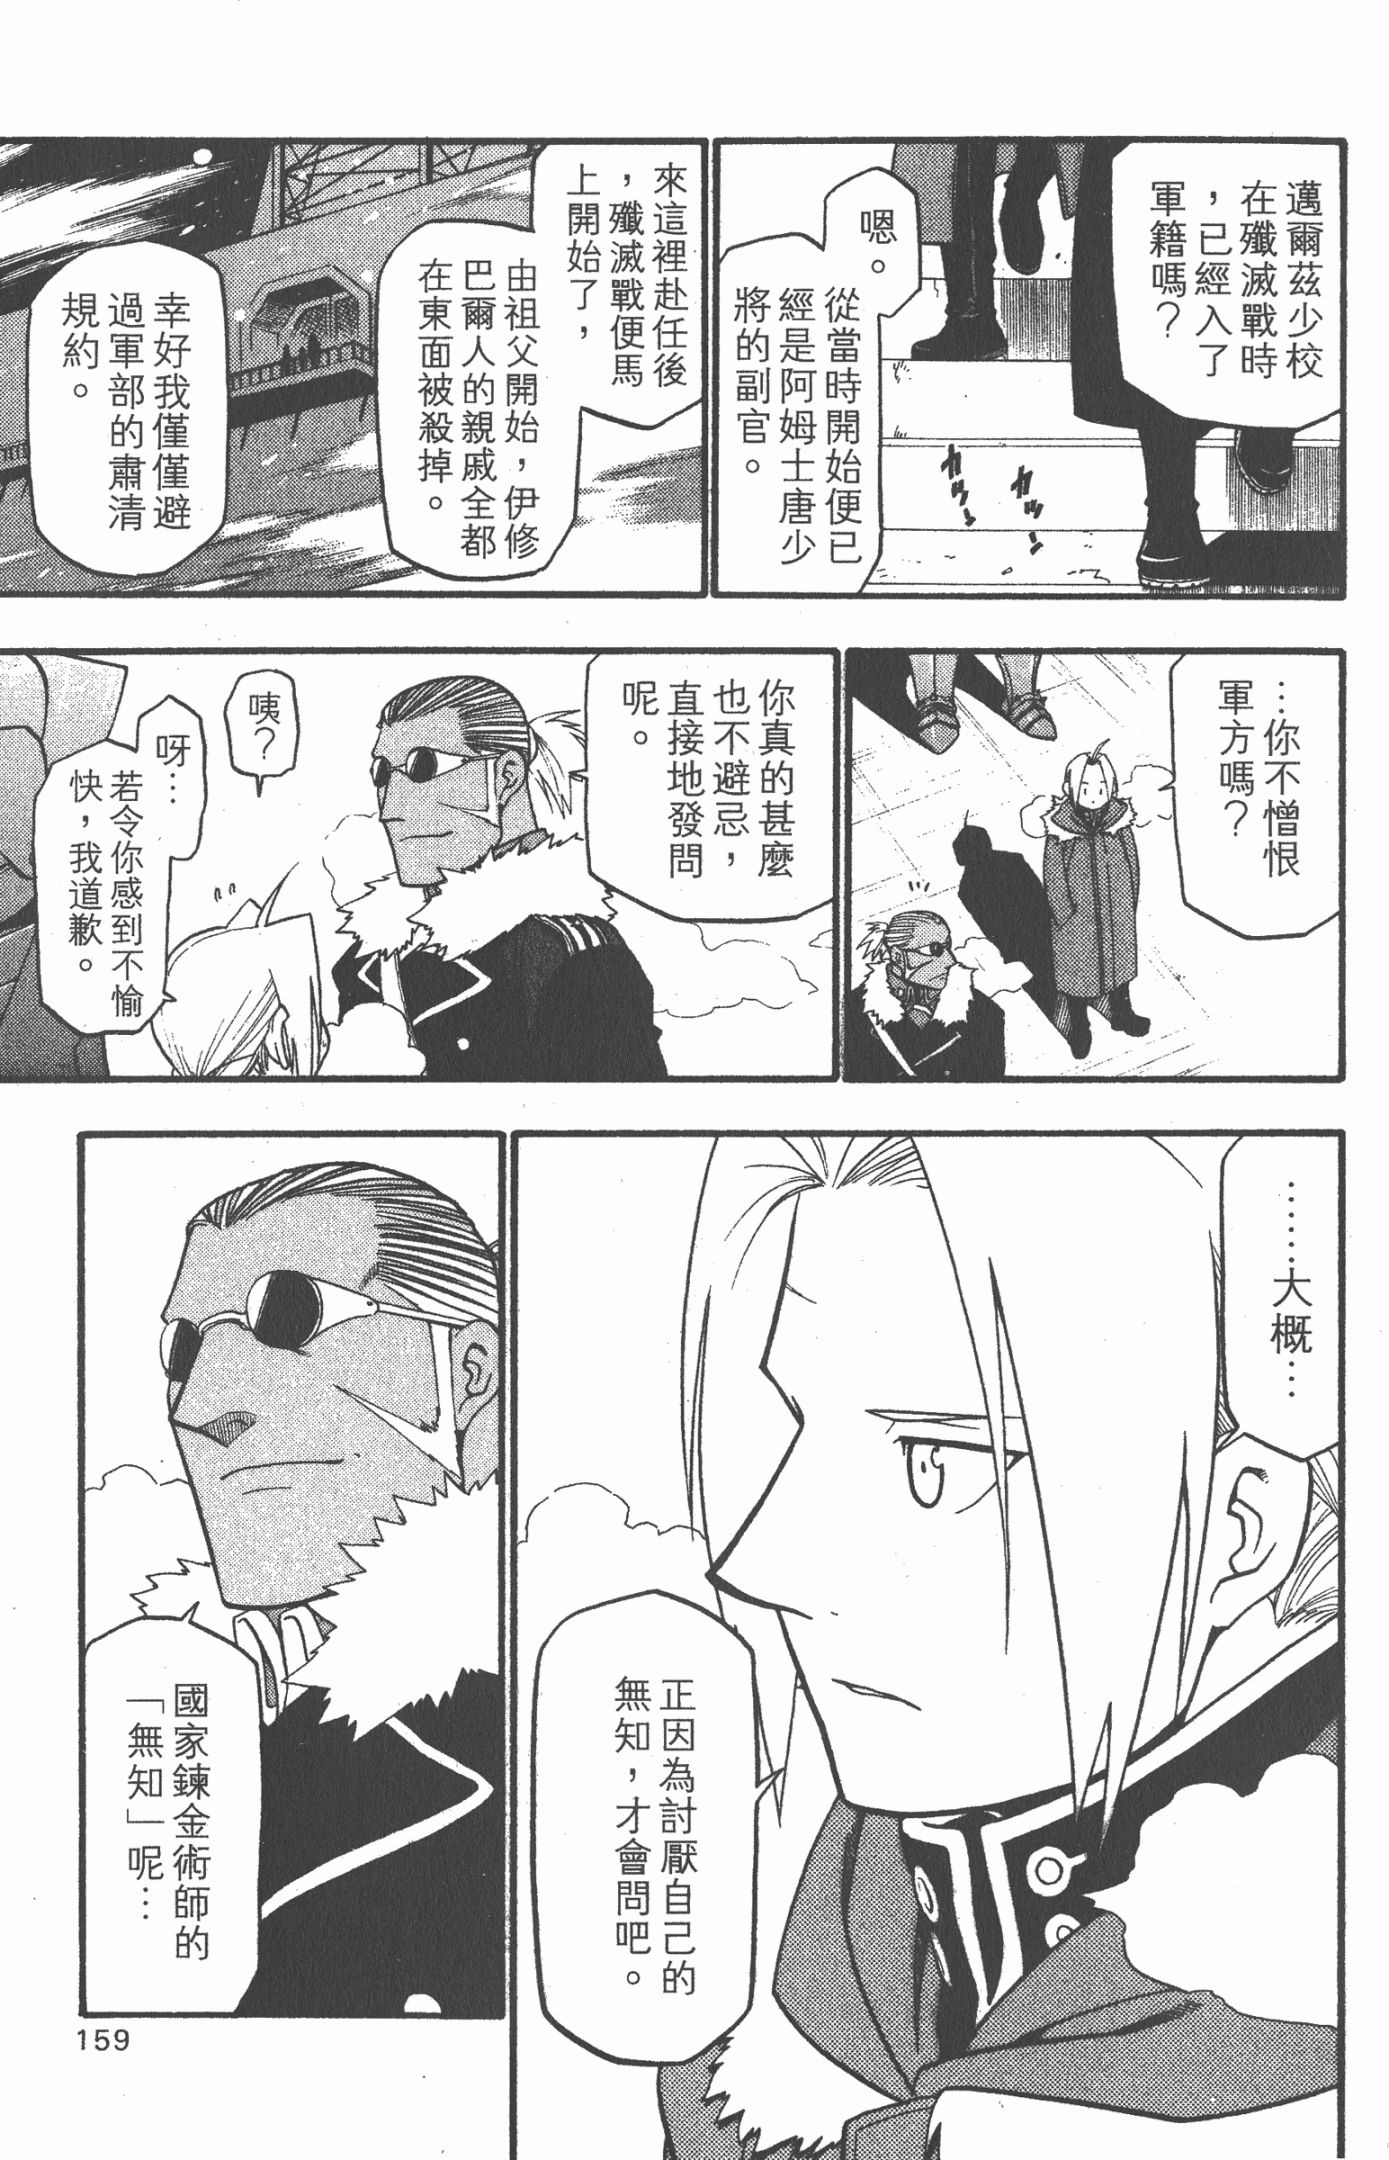 邁爾茲少校
在殲滅戰時
，已經入了
軍籍嗎？
嗯。
從當時開始便已
經是阿姆士唐少
將的副官。
來這裡赴任後
，殲滅戰便馬
上開始了，
由祖父開始，伊修
巴爾人的親戚全都
在東面被殺掉。
幸好我僅僅避
過軍部的肅清
規約。
カツーン
カツーン
…你不憎恨
軍方嗎？
你真的甚麼
也不避忌，
直接地發問
呢。
咦？
呀…
若令你感到不愉
快，我道歉。
………大概…
正因為討厭自己的
無知，才會問吧。
國家鍊金術師的
「無知」呢…
159